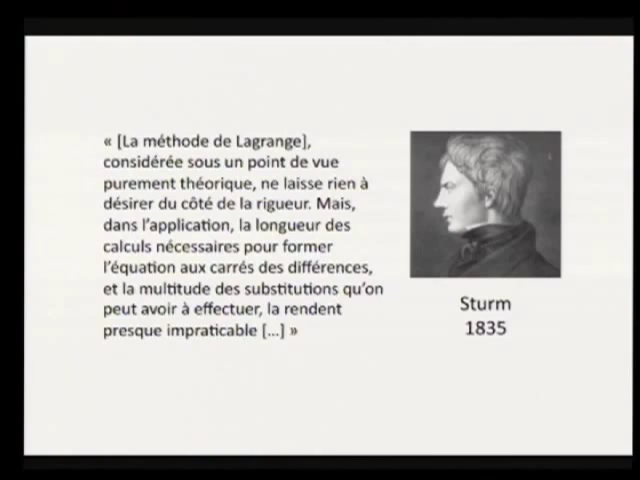 « [La méthode de Lagrange],
considérée sous un point de vue
purement théorique, ne laisse rien à
désirer du côté de la rigueur. Mais,
dans l'application, la longueur des
calculs nécessaires pour former
l'équation aux carrés des différences,
et la multitude des substitutions qu'on
peut avoir à effectuer, la rendent
presque impraticable […] »
Sturm
1835